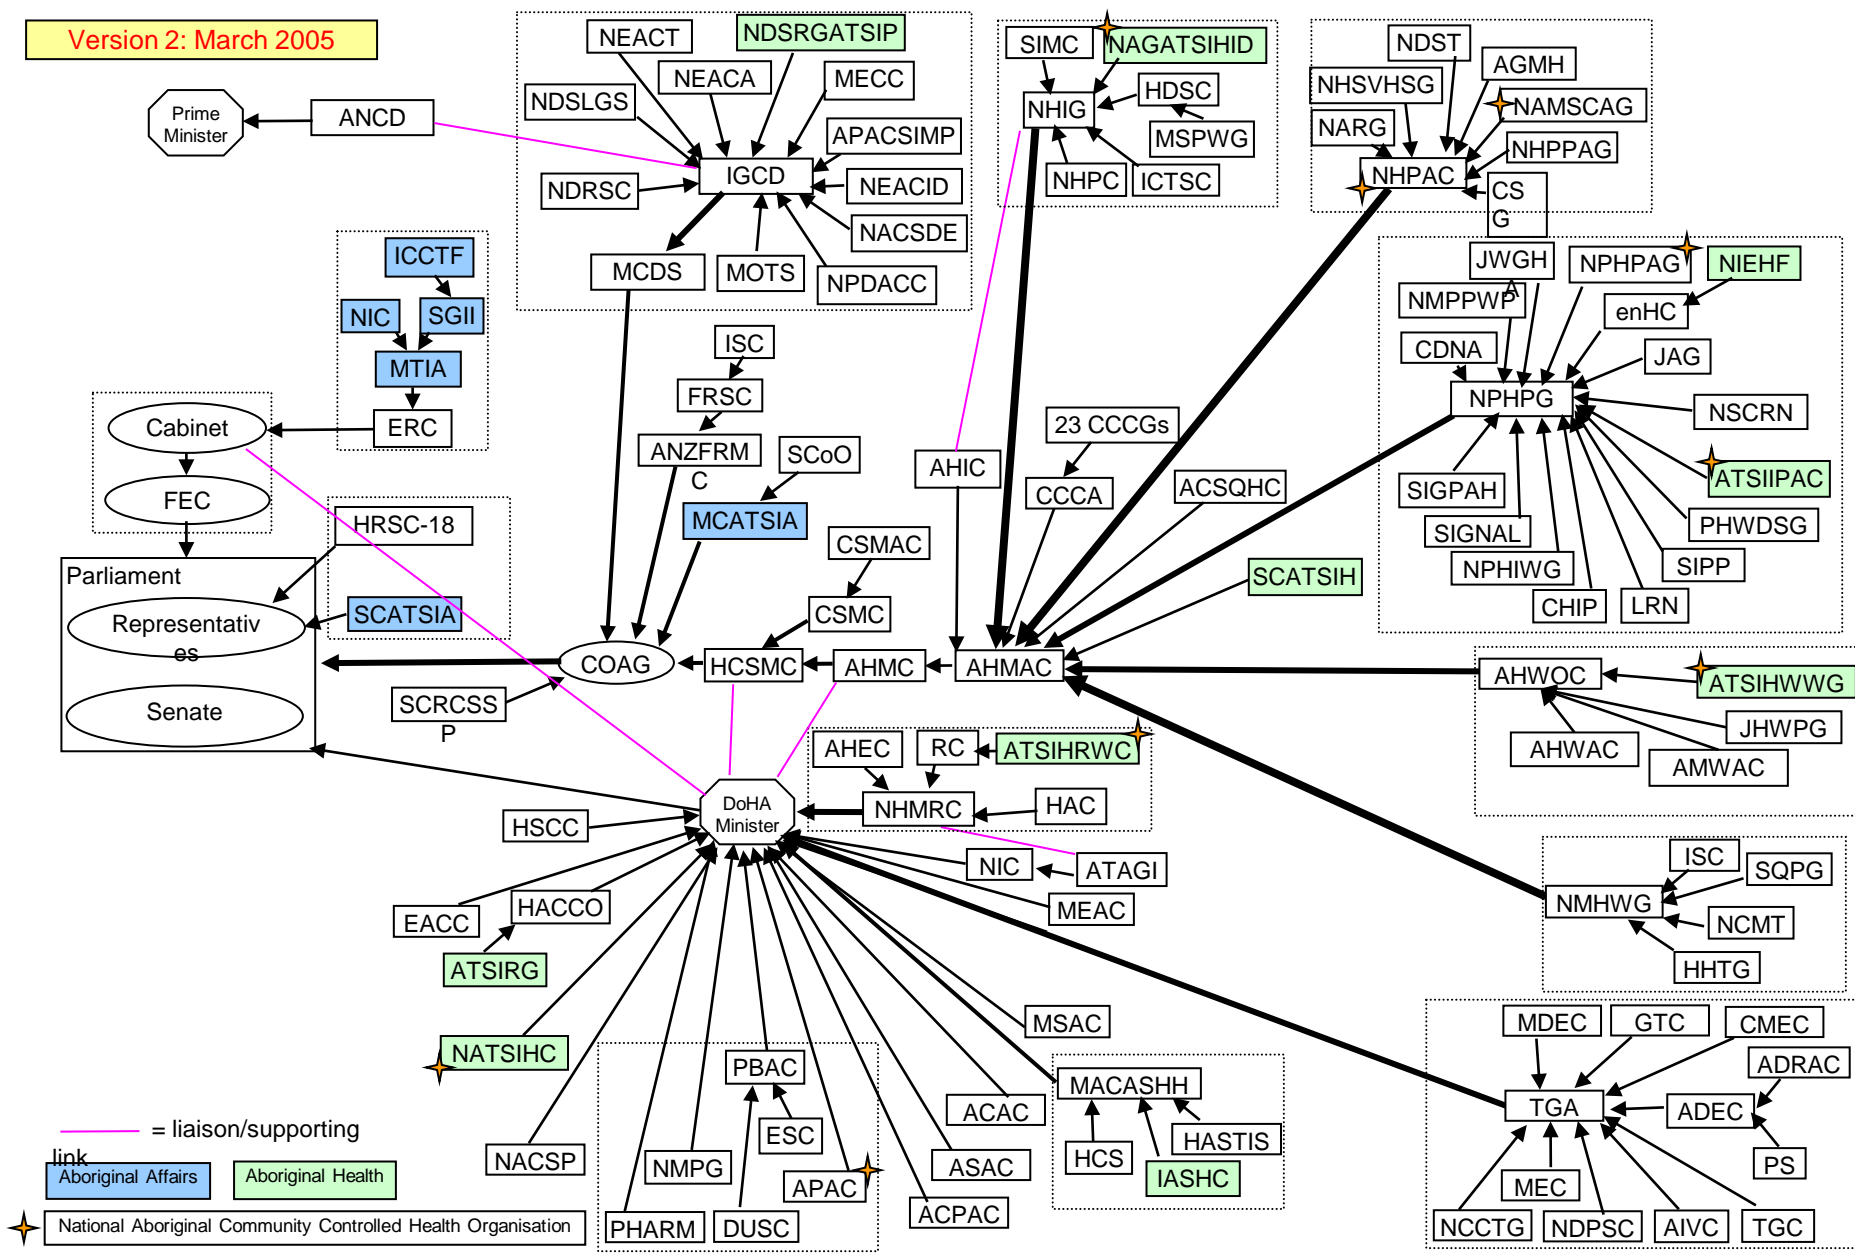 Version 2: March 2005
NEACT
NDSRGATSIP
NEACA
MECC
NDSLGS
APACSIMP
IGCD
NDRSC
NEACID
NACSDE
MCDS
MOTS
NPDACC
Prime
Minister
ANCD
SIMC
NAGATSIHID
HDSC
NHIG
MSPWG
NHPC
ICTSC
NDST
AGMH
NHSVHSG
NAMSCAG
NARG
NHPPAG
NHPAC
CS
G
JWGH
A
NPHPAG
NIEHF
NMPPWP
enHC
CDNA
JAG
NPHPG
NSCRN
ATSIIPAC
SIGPAH
PHWDSG
SIGNAL
SIPP
NPHIWG
CHIP
LRN
ICCTF
NIC
SGII
MTIA
ERC
Cabinet
FEC
HRSC-18
Parliament
Representativ
es
SCATSIA
Senate
ISC
FRSC
ANZFRM
C
SCoO
MCATSIA
CSMAC
CSMC
COAG
HCSMC
AHMC
AHMAC
SCRCSS
P
AHIC
23 CCCGs
CCCA
ACSQHC
SCATSIH
AHWOC
ATSIHWWG
JHWPG
AHWAC
AMWAC
AHEC
RC
ATSIHRWC
NHMRC
HAC
DoHA
Minister
HSCC
NIC
ATAGI
MEAC
EACC
HACCO
ATSIRG
NATSIHC
NACSP
ISC
SQPG
NMHWG
NCMT
HHTG
MSAC
PBAC
ESC
NMPG
APAC
PHARM
DUSC
ACAC
ASAC
ACPAC
MACASHH
HCS
HASTIS
IASHC
MDEC
GTC
CMEC
ADRAC
TGA
ADEC
PS
MEC
NCCTG
NDPSC
AIVC
TGC
= liaison/supporting
link
Aboriginal Affairs
Aboriginal Health
National Aboriginal Community Controlled Health Organisation